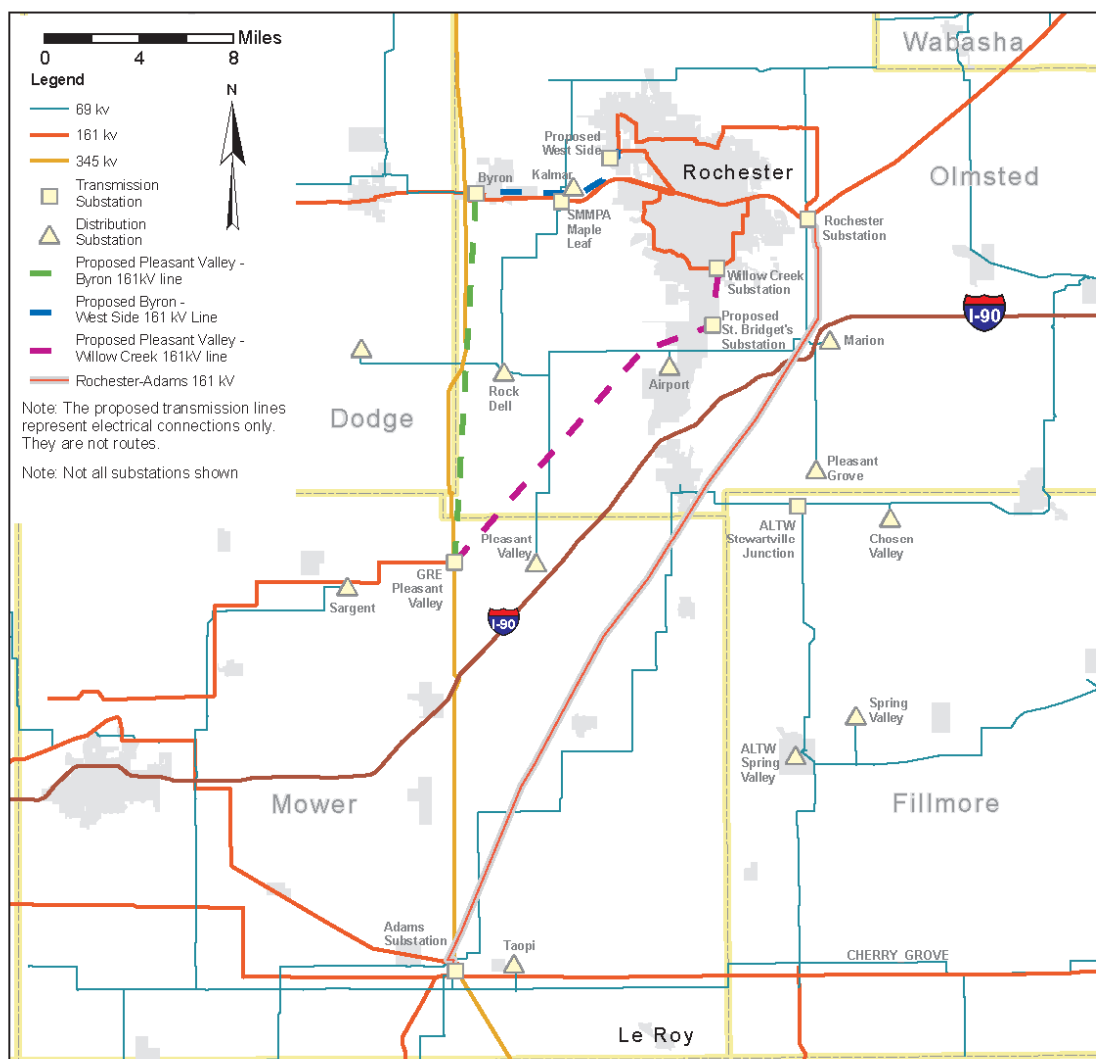 Miles
0 4 8
Legend
N
69 kv
161 kv
345 kv
Transmission
Substation
Distribution
Substation
Proposed Pleasant Valley -
Byron 161kV line
Proposed Byron -
West Side 161 kV Line
Proposed Pleasant Valley -
Willow Creek 161kV line
Rochester-Adams 161 kV
Note: The proposed transmission lines
represent electrical connections only.
They are not routes.
Note: Not all substations shown
Wabasha
Proposed
West Side
Rochester
Olmsted
Byron
Kalmar
SMMPA
Maple
Leaf
Rochester
Substation
Willow Creek
Substation
I-90
Proposed
St. Bridget's
Substation
Marion
Airport
Rock
Dell
Dodge
Pleasant
Grove
ALTW
Stewartville
Junction
Chosen
Valley
Pleasant
Valley
GRE
Pleasant
Valley
Sargent
I-90
Spring
Valley
ALTW
Spring
Valley
Mower
Fillmore
Adams
Substation
Taopi
CHERRY GROVE
Le Roy